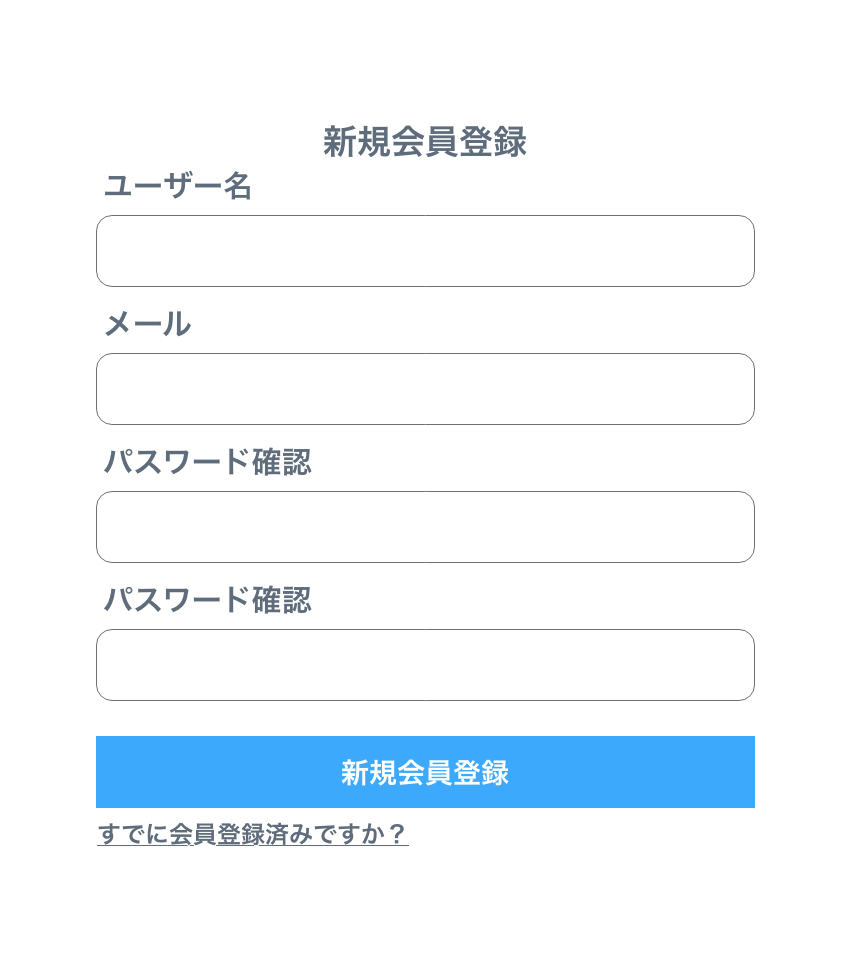 新規会員登録
ユーザー名
メール
パスワード確認
パスワード確認
新規会員登録
すでに会員登録済みですか？